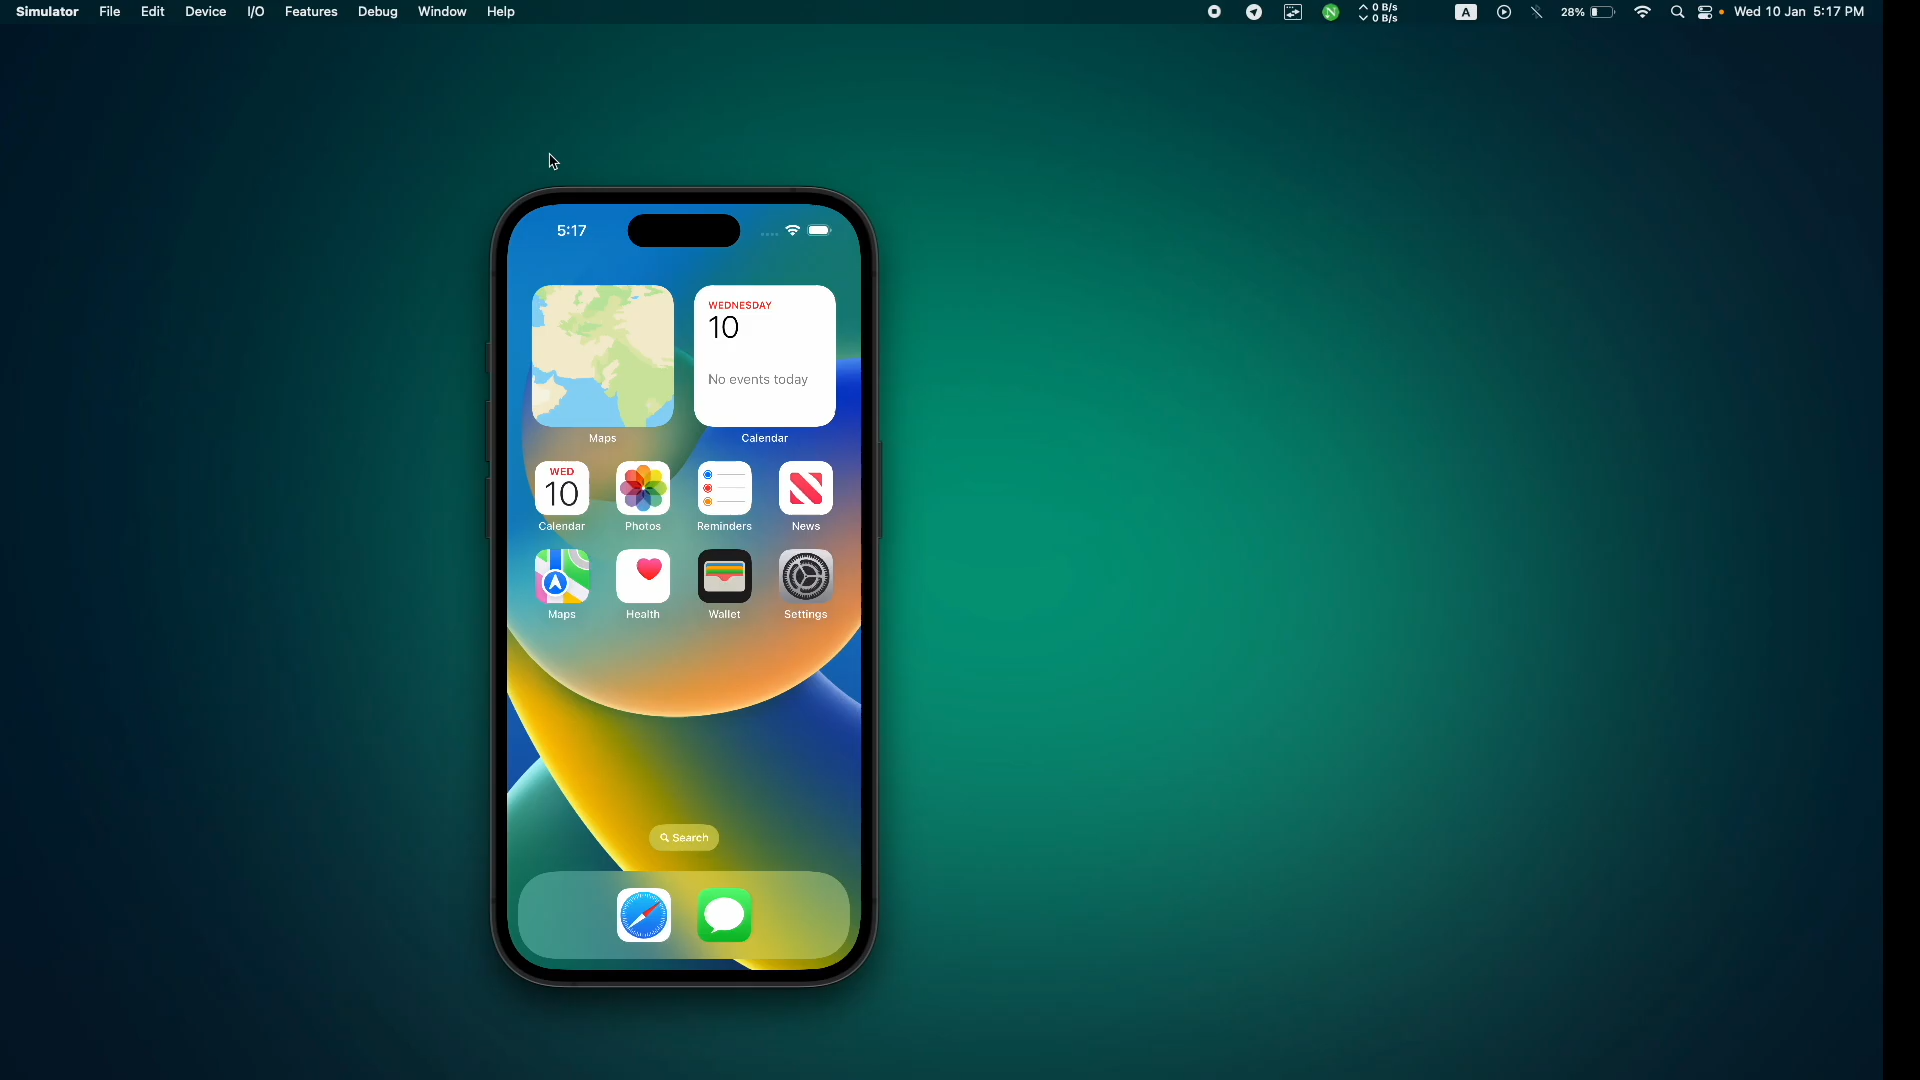 Simulator File Edit Device I/O Features Debug Window Help 0 B/s 0 B/s A 28% Wed 10 Jan 5:17 PM
5:17
WEDNESDAY
10
No events today
Maps Calendar
WED
10
Calendar Photos Reminders News
Maps Health Wallet Settings
Search